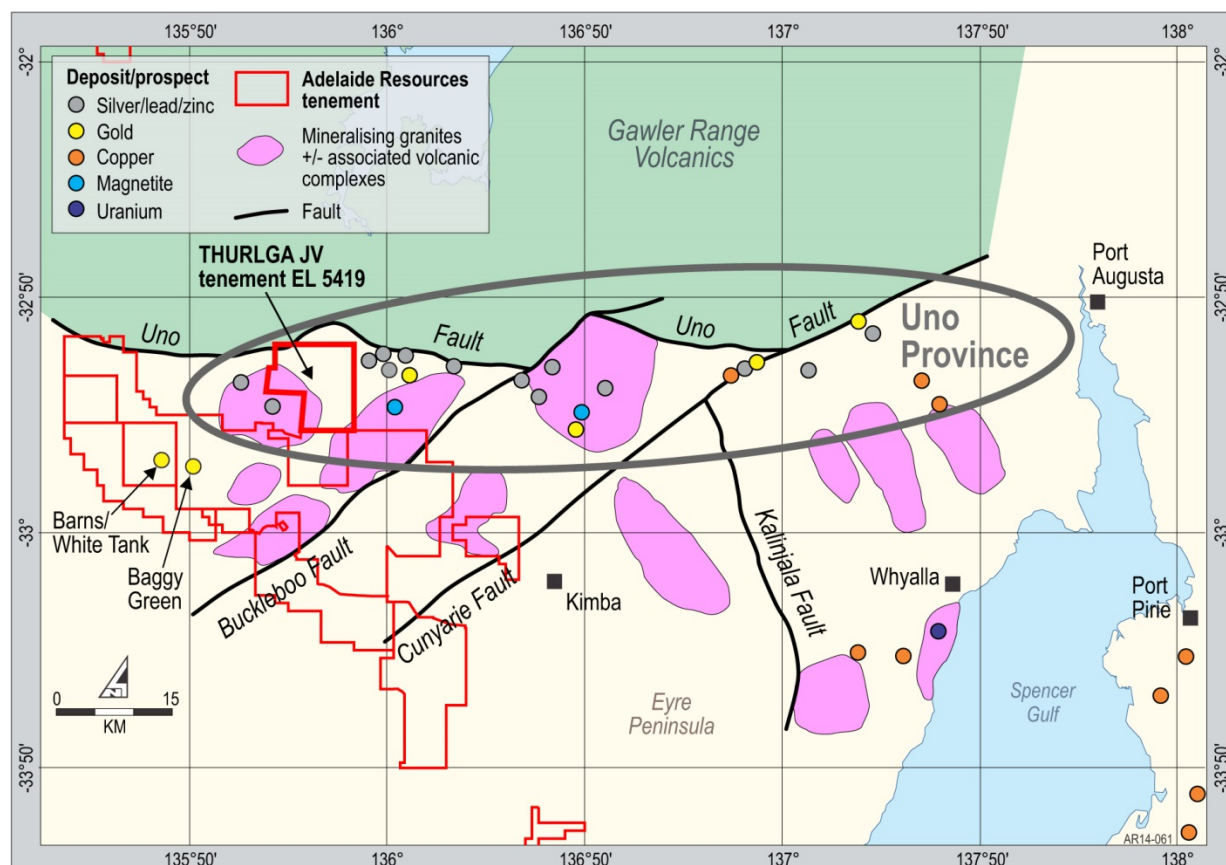 135°50'
136°
136°50'
137°
137°50'
138°
-32°
-32°
Deposit/prospect
Silver/lead/zinc
Gold
Copper
Magnetite
Uranium
Adelaide Resources
tenement
Mineralising granites
+/- associated volcanic
complexes
Fault
Gawler Range
Volcanics
THURLGA JV
tenement EL 5419
Port
Augusta
-32°50'
-32°50'
Uno
Fault
Uno
Fault
Uno
Province
Barns/
White Tank
Baggy
Green
-33°
-33°
Buckleboo Fault
Cunyarie Fault
Kimba
Kalinjala Fault
Whyalla
Port
Pirie
N
0
15
KM
Eyre
Peninsula
Spencer
Gulf
-33°50'
-33°50'
AR14-061
135°50'
136°
136°50'
137°
137°50'
138°